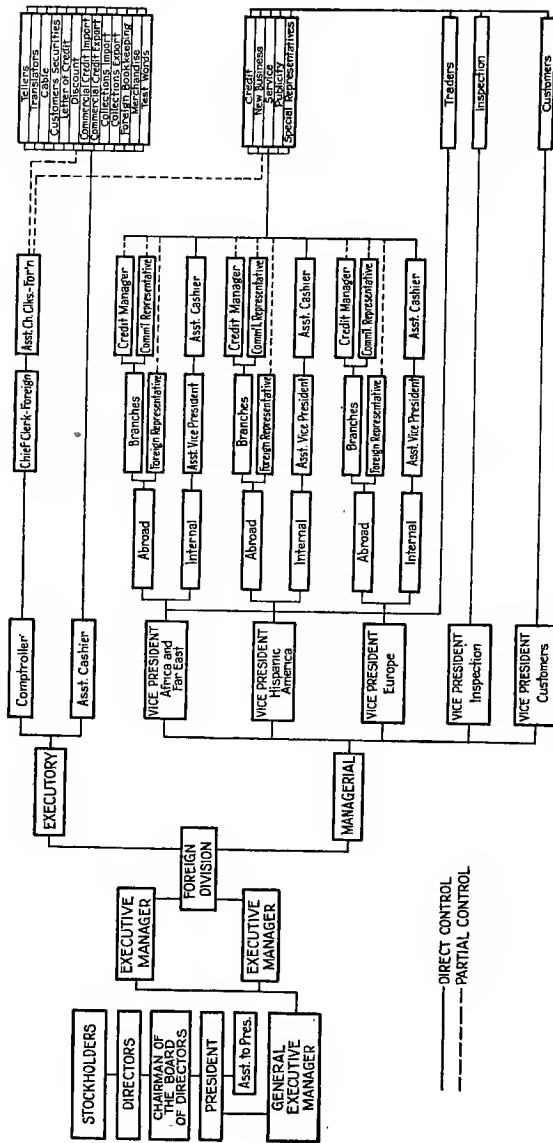 STOCKHOLDERS
DIRECTORS
CHAIRMAN OF
THE BOARD
OF DIRECTORS
PRESIDENT
Asst. to Pres.
GENERAL
EXECUTIVE
MANAGER
EXECUTIVE
MANAGER
EXECUTIVE
MANAGER
FOREIGN
DIVISION
EXECUTORY
MANAGERIAL
Comptroller
Asst. Cashier
Chief Clerk-Foreign
Asst. Ch. Clks.-For'n
Tellers
Translators
Cable
Customers Securities
Letter of Credit
Discount
Commercial Credit Import
Commercial Credit Export
Collections Import
Collections Export
Foreign Bookkeeping
Merchandise
Test Words
VICE PRESIDENT
Africa and
Far East
Abroad
Internal
Branches
Foreign Representative
Asst. Vice President
Credit Manager
Comm'l. Representative
Asst. Cashier
VICE PRESIDENT
Hispanic
America
Abroad
Internal
Branches
Foreign Representative
Asst. Vice President
Credit Manager
Comm'l. Representative
Asst. Cashier
VICE PRESIDENT
Europe
Abroad
Internal
Branches
Foreign Representative
Asst. Vice President
Credit Manager
Comm'l. Representative
Asst. Cashier
Credit
New Business
Service
Publicity
Special Representatives
Traders
VICE PRESIDENT
Inspection
Inspection
VICE PRESIDENT
Customers
Customers
DIRECT CONTROL
PARTIAL CONTROL